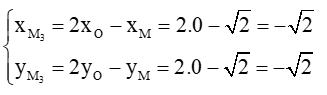 x_{M_3} = 2x_O − x_M = 2.0 − √2 = −√2
y_{M_3} = 2y_O − y_M = 2.0 − √2 = −√2